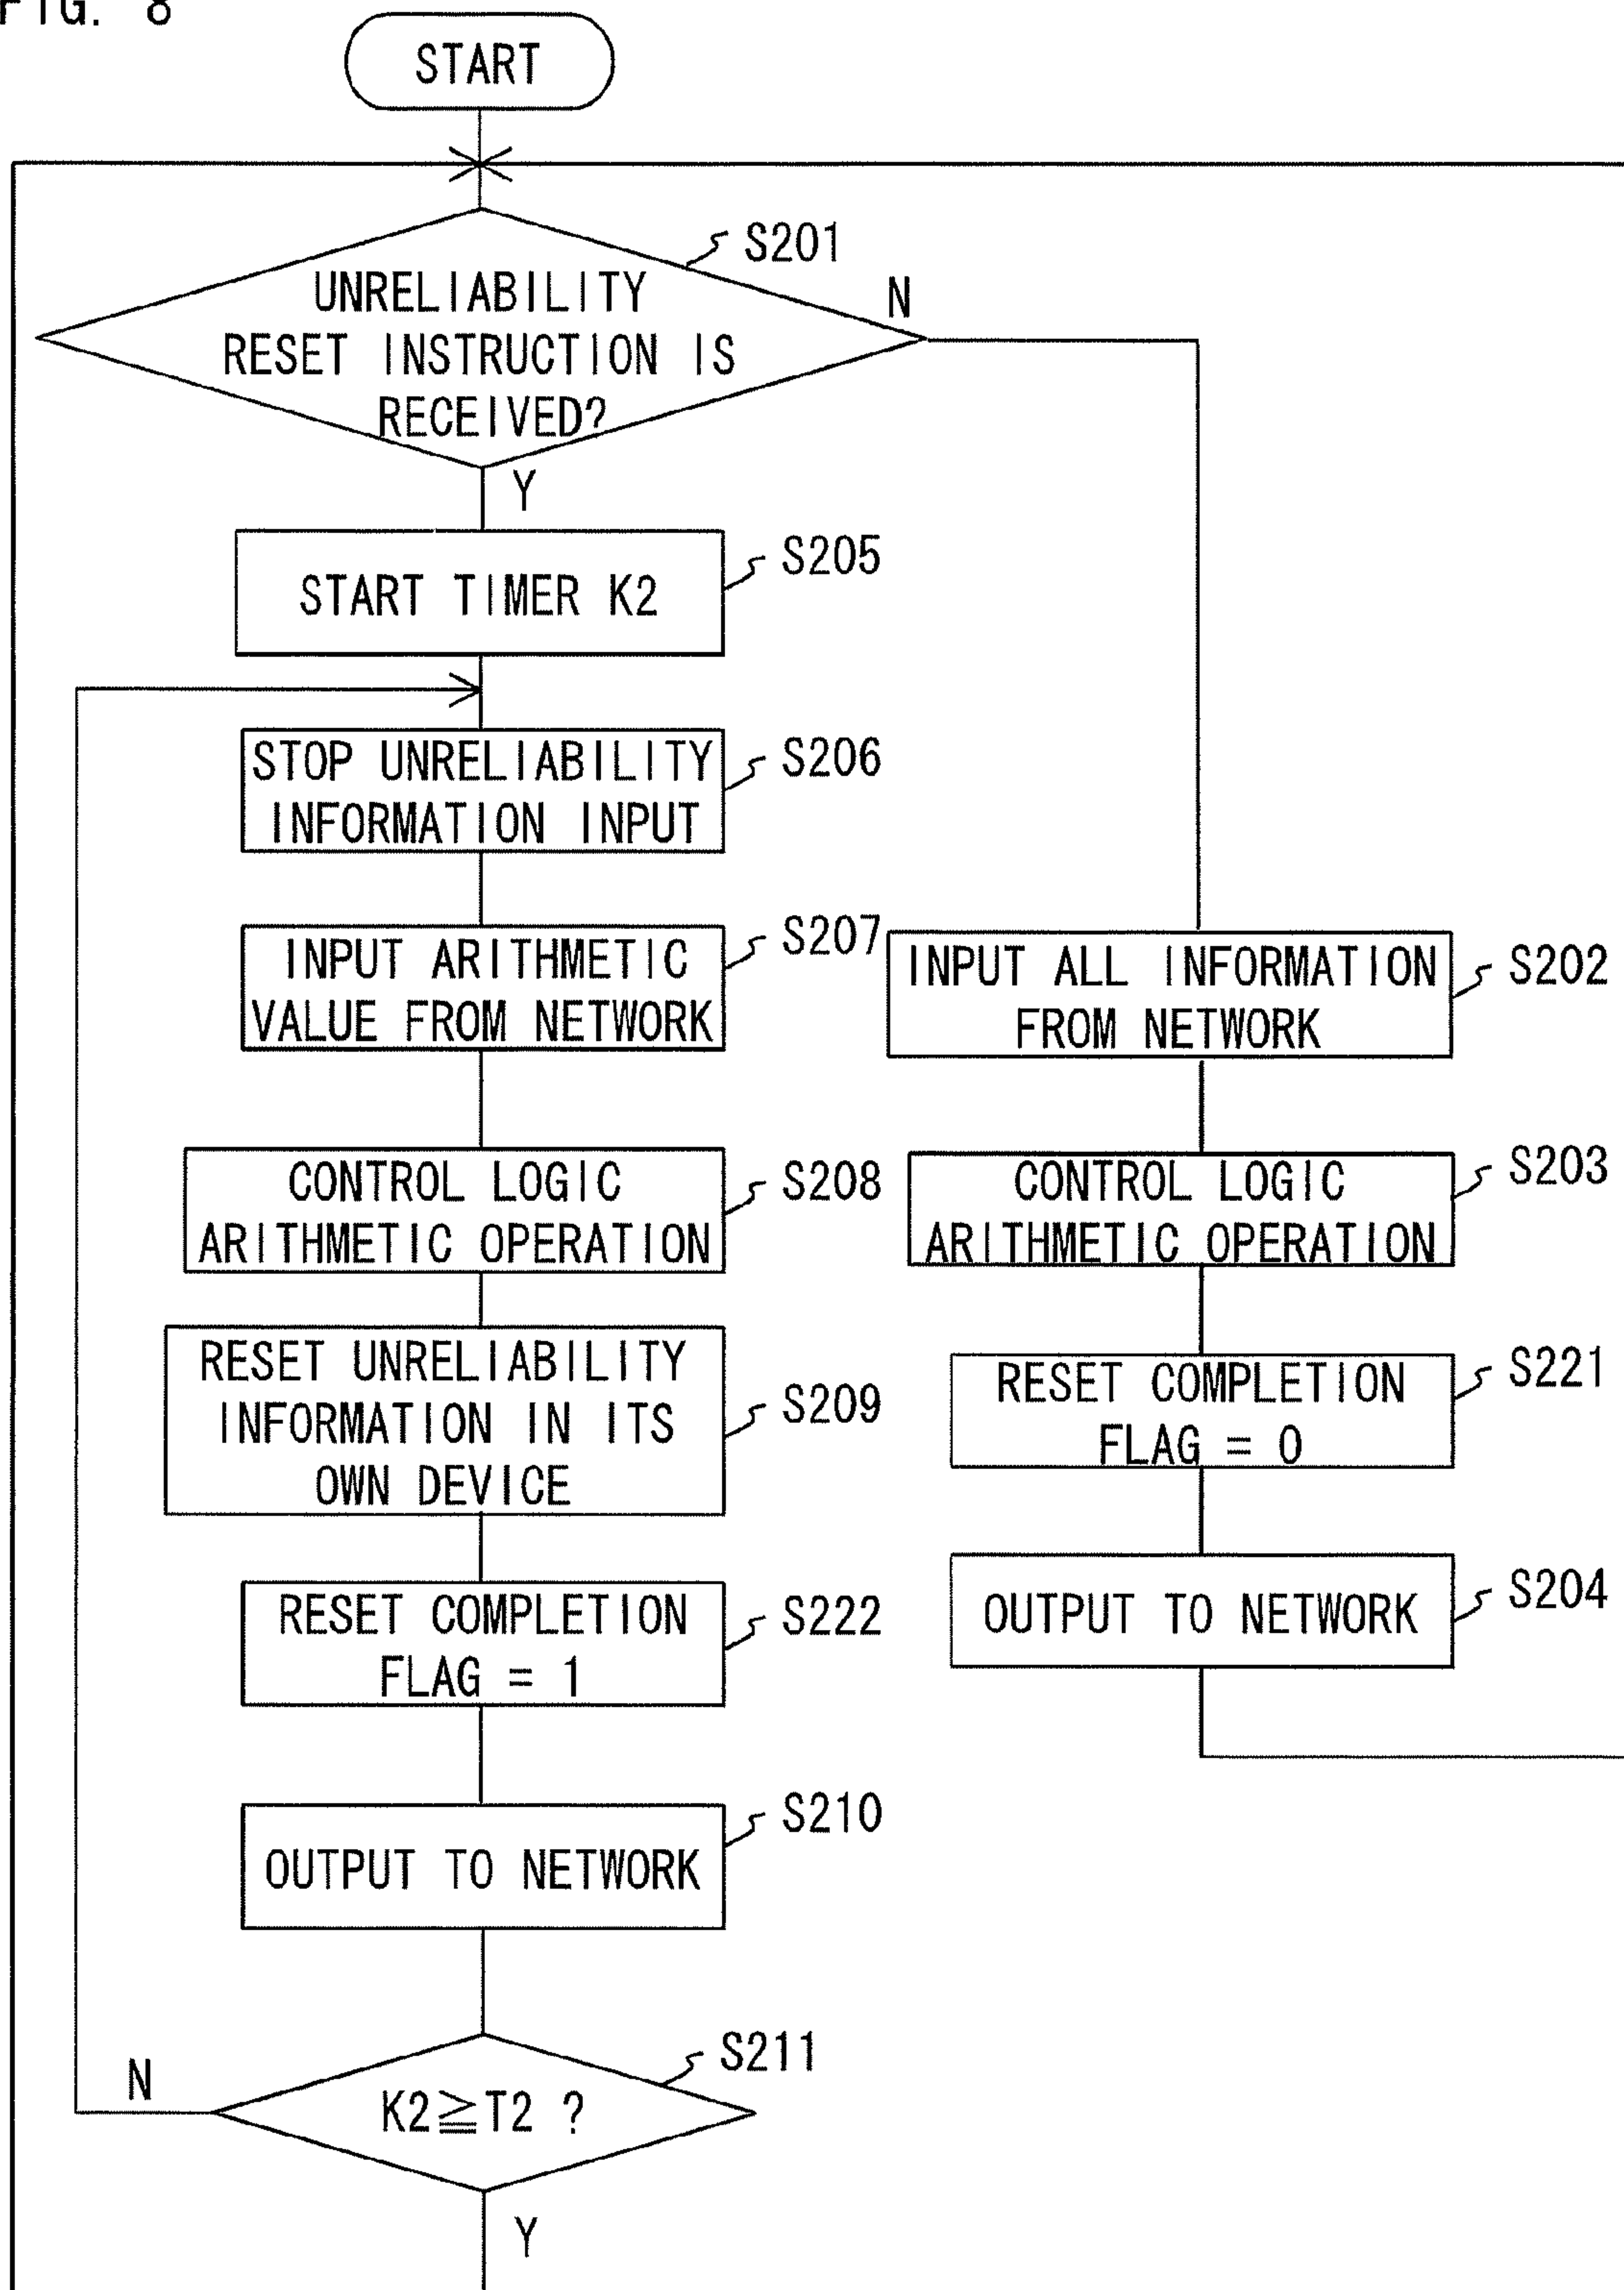 FIG. 8
START
S201
UNRELIABILITY
RESET INSTRUCTION IS
RECEIVED?
N
Y
S205
START TIMER K2
S206
STOP UNRELIABILITY
INFORMATION INPUT
S207
INPUT ARITHMETIC
VALUE FROM NETWORK
S202
INPUT ALL INFORMATION
FROM NETWORK
S208
CONTROL LOGIC
ARITHMETIC OPERATION
S203
CONTROL LOGIC
ARITHMETIC OPERATION
S209
RESET UNRELIABILITY
INFORMATION IN ITS
OWN DEVICE
S221
RESET COMPLETION
FLAG = 0
S222
RESET COMPLETION
FLAG = 1
S204
OUTPUT TO NETWORK
S210
OUTPUT TO NETWORK
S211
N
K2≧T2 ?
Y